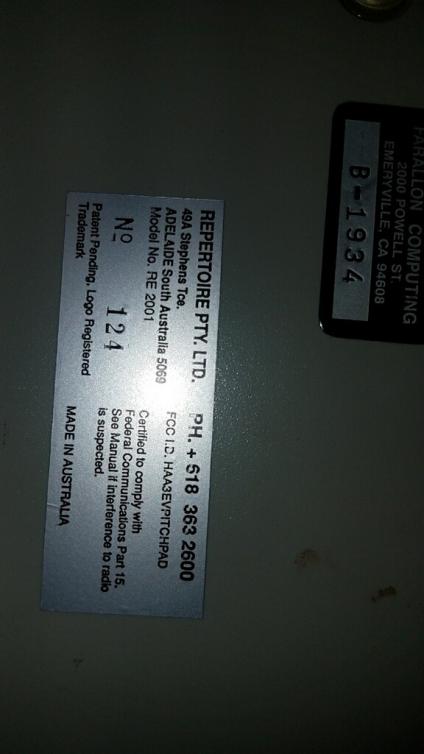 FARALLON COMPUTING
2000 POWELL ST.
EMERYVILLE, CA 94608
B-1934
REPERTOIRE PTY. LTD. PH. + 618 363 2600
49A Stephens Tce.
ADELAIDE South Australia 5069 FCC I.D. HAA3EVPITCHPAD
Model No. RE 2001
Certified to comply with
Federal Communications Part 15.
See Manual if interference to radio
is suspected.
No 124
Patent Pending. Logo Registered
Trademark
MADE IN AUSTRALIA